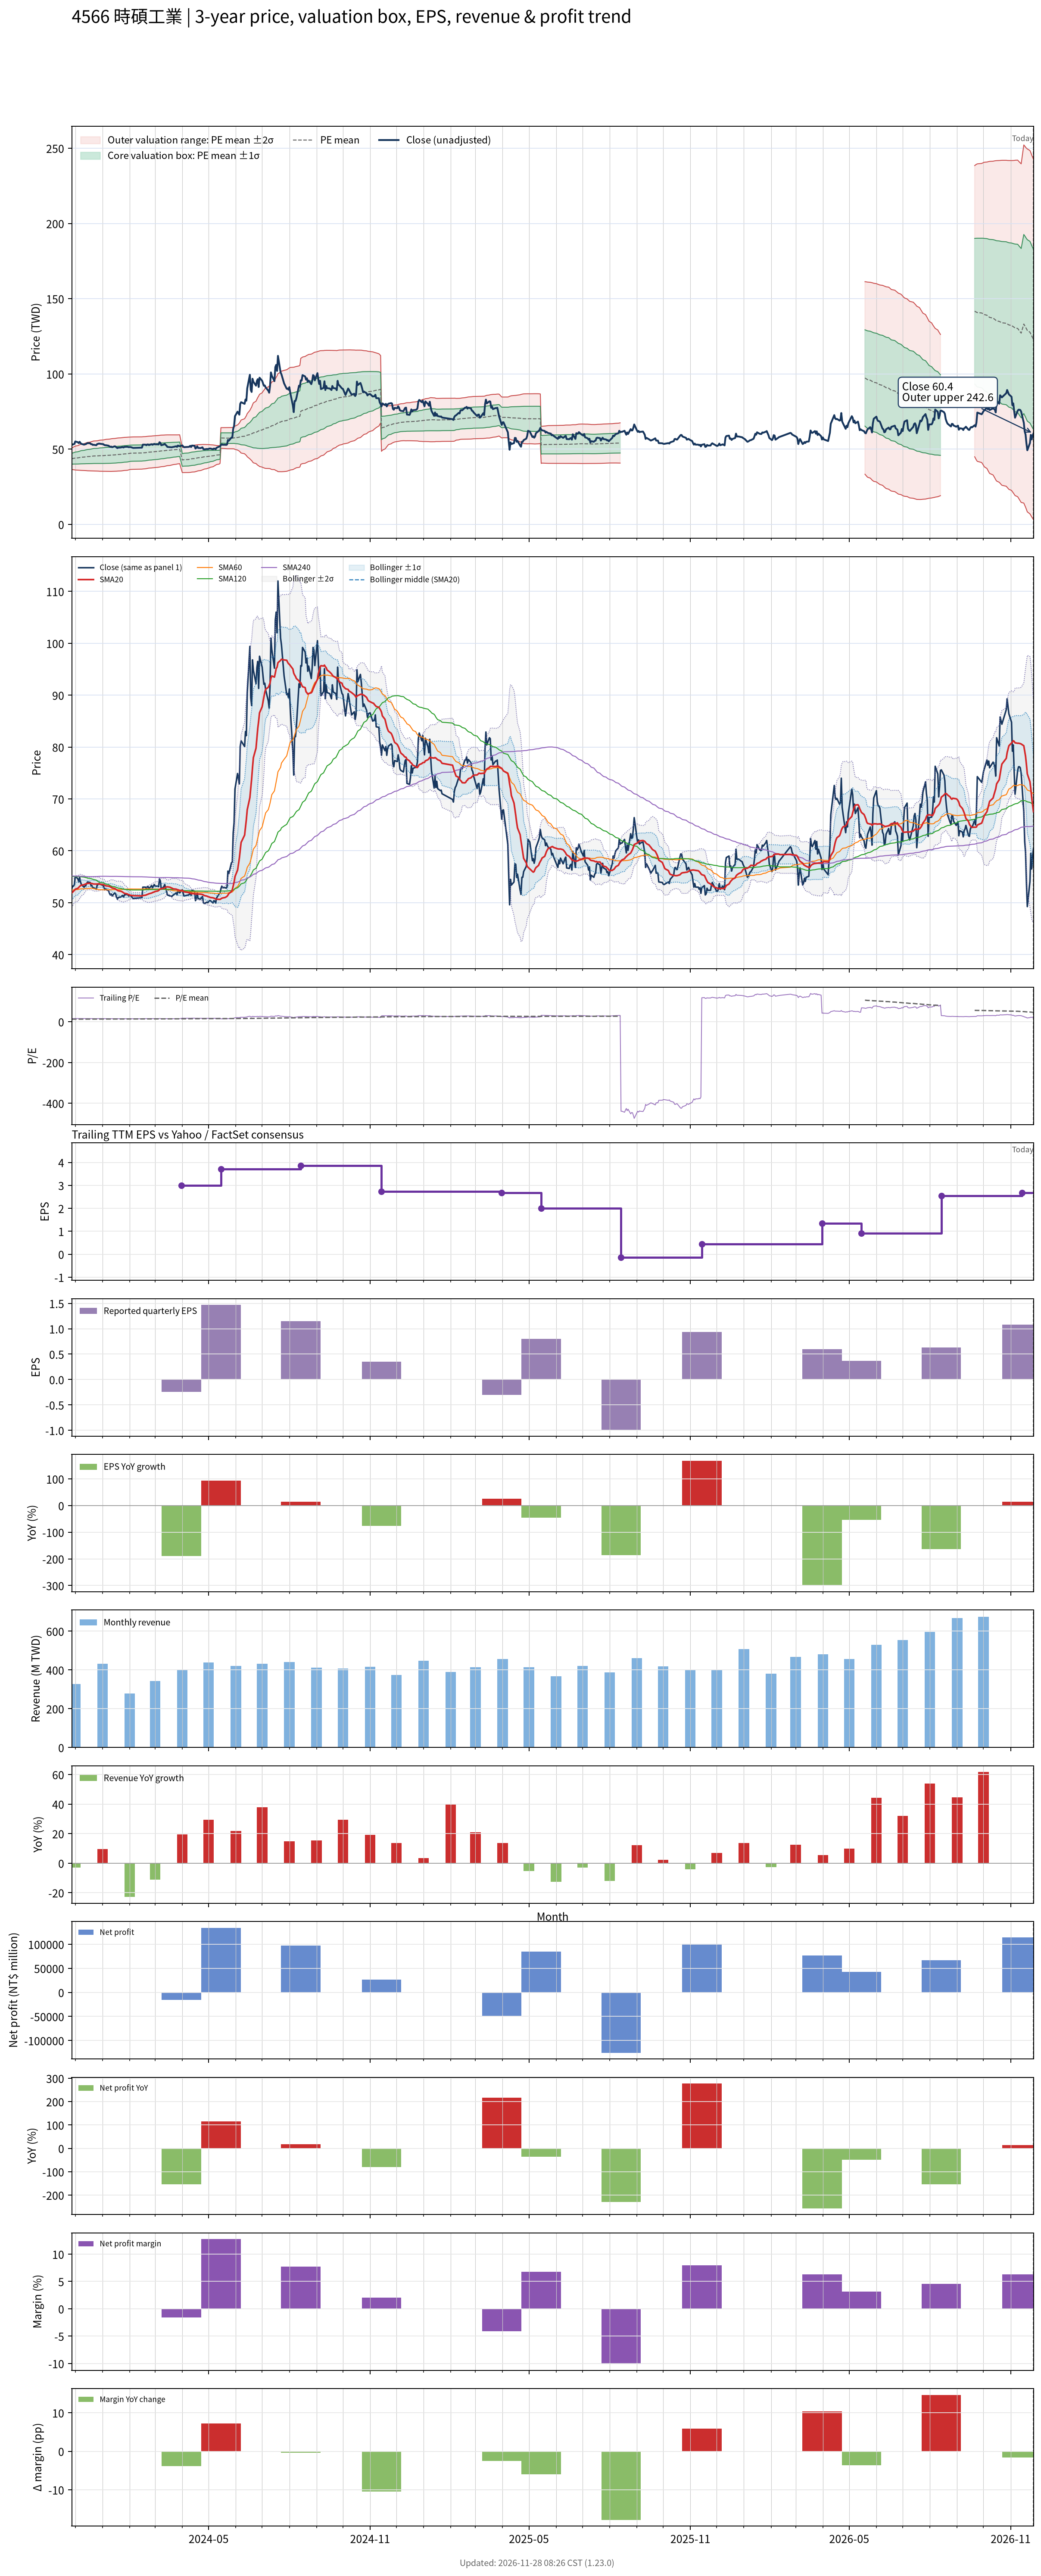 4566 時碩工業 | 3-year price, valuation box, EPS, revenue & profit trend
Outer valuation range: PE mean ±2σ
Core valuation box: PE mean ±1σ
PE mean
Close (unadjusted)
Today
Price (TWD)
250
200
150
100
50
0
Close 60.4
Outer upper 242.6
Close (same as panel 1)
SMA20
SMA60
SMA120
SMA240
Bollinger ±2σ
Bollinger ±1σ
Bollinger middle (SMA20)
Price
110
100
90
80
70
60
50
40
Trailing P/E
P/E mean
P/E
0
-200
-400
Trailing TTM EPS vs Yahoo / FactSet consensus
Today
EPS
4
3
2
1
0
-1
Reported quarterly EPS
EPS
1.5
1.0
0.5
0.0
-0.5
-1.0
EPS YoY growth
YoY (%)
100
0
-100
-200
-300
Monthly revenue
Revenue (M TWD)
600
400
200
0
Revenue YoY growth
YoY (%)
60
40
20
0
-20
Month
Net profit
Net profit (NT$ million)
100000
50000
0
-50000
-100000
Net profit YoY
YoY (%)
300
200
100
0
-100
-200
Net profit margin
Margin (%)
10
5
0
-5
-10
Margin YoY change
Δ margin (pp)
10
0
-10
2024-05
2024-11
2025-05
2025-11
2026-05
2026-11
Updated: 2026-11-28 08:26 CST (1.23.0)